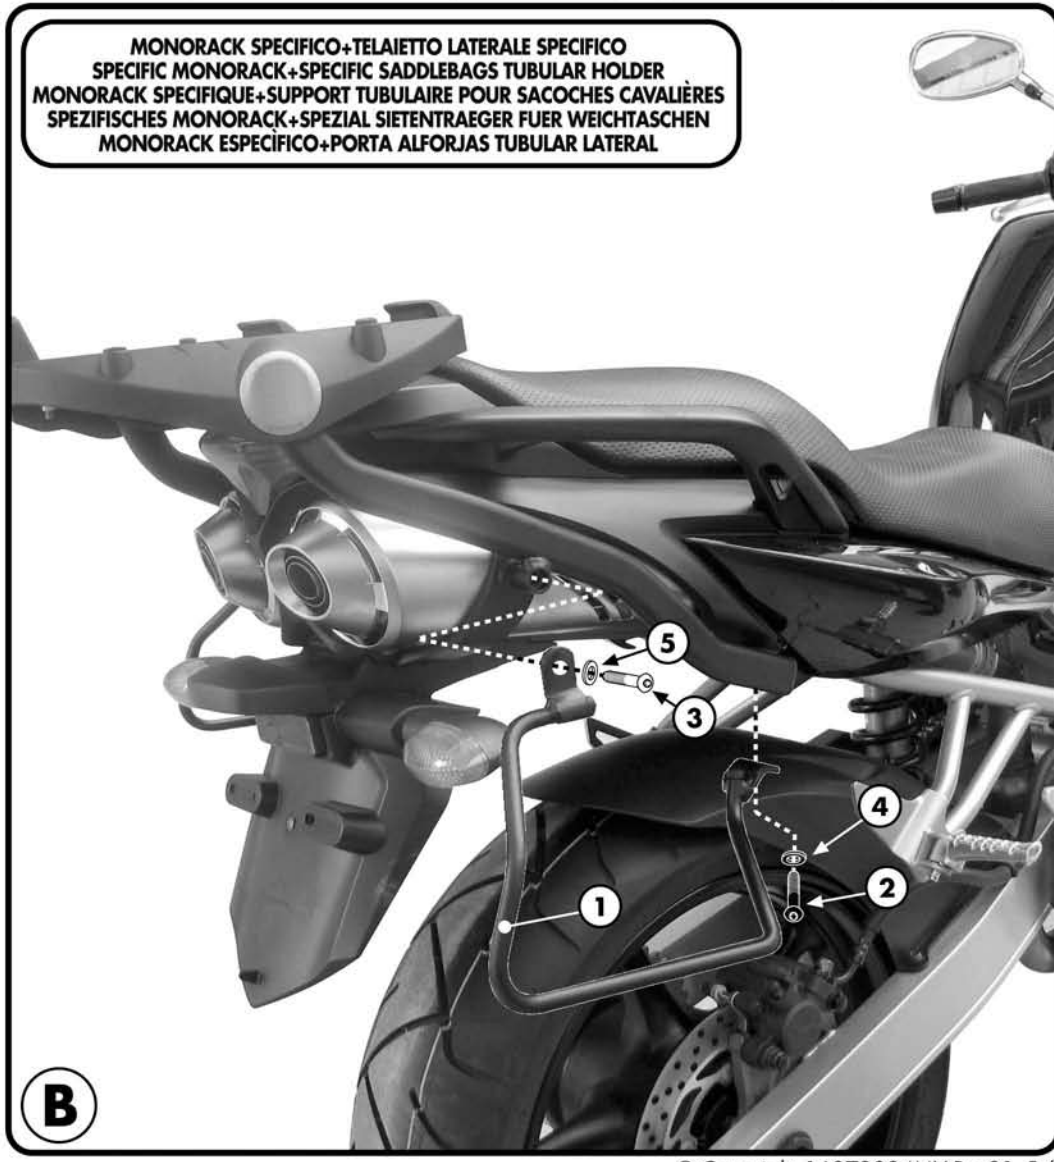 MONORACK SPECIFICO+TELAIETTO LATERALE SPECIFICO
SPECIFIC MONORACK+SPECIFIC SADDLEBAGS TUBULAR HOLDER
MONORACK SPECIFIQUE+SUPPORT TUBULAIRE POUR SACOCHES CAVALIÈRES
SPEZIFISCHES MONORACK+SPEZIAL SIETENTRAEGER FUER WEICHTASCHEN
MONORACK ESPECÌFICO+PORTA ALFORJAS TUBULAR LATERAL
5
3
4
2
1
B